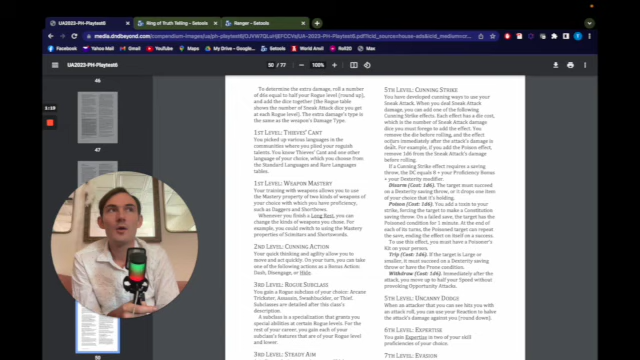 UA2023-PH-Playtest6
Ring of Truth Telling - 5etools
Ranger - 5etools
Facebook
Yahoo Mail
Gmail
YouTube
Maps
My Drive - Google...
5etools
World Anvil
Roll20
Mx
UA2023-PH-Playtest6
50 / 77
100%
46
47
50
To determine the extra damage, roll a number
of d6s equal to half your Rogue level (round up),
and add the dice together (the Rogue table
shows the number of Sneak Attack dice you
get at each Rogue level). The extra damage's type is
the same as the weapon's Damage Type.
1ST LEVEL: THIEVES' CANT
You picked up various languages in the
communities where you plied your roguish
talents. You know Thieves' Cant and one other
language of your choice, which you choose from
the Standard Languages and Rare Languages
tables.
1ST LEVEL: WEAPON MASTERY
Your training with weapons allows you to use
the Mastery property of two kinds of weapons of
your choice with which you have proficiency,
such as Daggers and Shortbows.
Whenever you finish a Long Rest, you can
change the kinds of weapons you chose. For
example, you could switch to using the Mastery
properties of Scimitars and Shortswords.
2ND LEVEL: CUNNING ACTION
Your quick thinking and agility allow you to
move and act quickly. On your turn, you can take
one of the following actions as a Bonus Action:
Dash, Disengage, or Hide.
3RD LEVEL: ROGUE SUBCLASS
You gain a Rogue subclass of your choice: Arcane
Trickster, Assassin, Swashbuckler, or Thief.
Subclasses are detailed after this class's
description.
A subclass is a specialization that grants you
special abilities at certain Rogue levels. For the
rest of your career, you gain each of your
subclass's features that are of your Rogue level
and lower.
3RD LEVEL: STEADY AIM
5TH LEVEL: CUNNING STRIKE
You have developed cunning ways to use your
Sneak Attack. When you deal Sneak Attack
damage, you can add one of the following
Cunning Strike effects. Each effect has a die cost,
which is the number of Sneak Attack damage
dice you must forego to add the effect. You
remove the die before rolling, and the effect
occurs immediately after the attack's damage is
dealt. For example, if you add the Poison effect,
remove 1d6 from the Sneak Attack's damage
before rolling.
If a Cunning Strike effect requires a saving
throw, the DC equals 8 + your Proficiency Bonus
+ your Dexterity modifier.
Disarm (Cost: 1d6). The target must succeed
on a Dexterity saving throw, or it drops one item
of your choice that it's holding.
Poison (Cost: 1d6). You add a toxin to your
strike, forcing the target to make a Constitution
saving throw. On a failed save, the target has the
Poisoned condition for 1 minute. At the end of
each of its turns, the Poisoned target can repeat
the save, ending the effect on itself on a success.
To use this effect, you must have a Poisoner's
Kit on your person.
Trip (Cost: 1d6). If the target is Large or
smaller, it must succeed on a Dexterity saving
throw or have the Prone condition.
Withdraw (Cost: 1d6). Immediately after the
attack, you move up to half your Speed without
provoking Opportunity Attacks.
5TH LEVEL: UNCANNY DODGE
When an attacker that you can see hits you
with an attack roll, you can use your Reaction to halve
the attack's damage against you (round down).
6TH LEVEL: EXPERTISE
You gain Expertise in two of your skill
proficiencies of your choice.
7TH LEVEL: EVASION